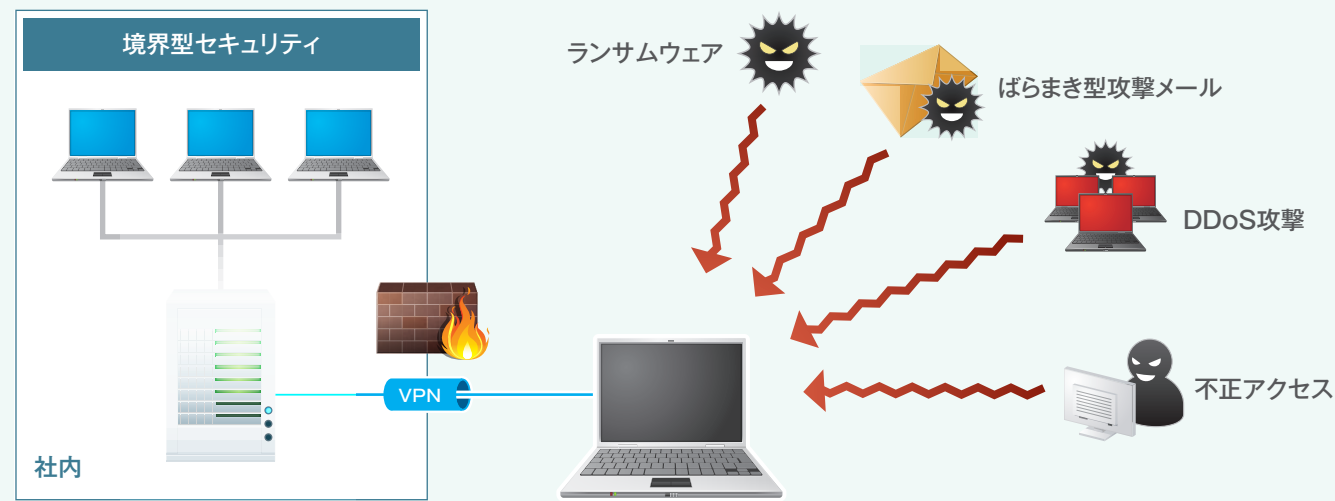 境界型セキュリティ
ランサムウェア
ばらまき型攻撃メール
DDoS攻撃
VPN
不正アクセス
社内